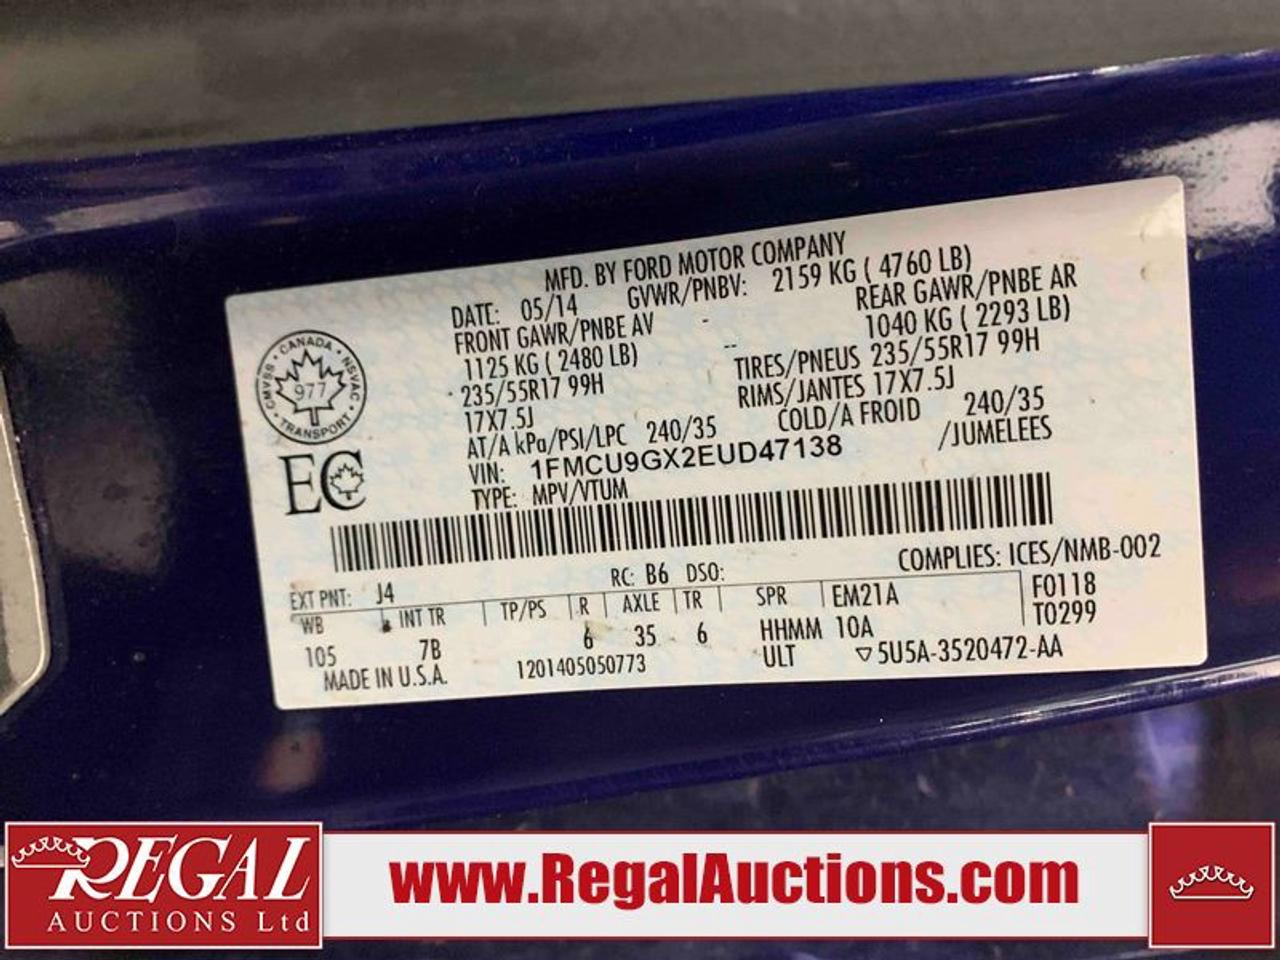 MFD. BY FORD MOTOR COMPANY
DATE: 05/14 GVWR/PNBV: 2159 KG ( 4760 LB)
FRONT GAWR/PNBE AV - REAR GAWR/PNBE AR
1125 KG ( 2480 LB) -- 1040 KG ( 2293 LB)
235/55R17 99H TIRES/PNEUS 235/55R17 99H
17X7.5J RIMS/JANTES 17X7.5J
AT/A kPa/PSI/LPC 240/35 COLD/A FROID 240/35
VIN: 1FMCU9GX2EUD47138 /JUMELEES
TYPE: MPV/VTUM
CANADA
CMVSS
NSVAC
977
TRANSPORT
EC
COMPLIES: ICES/NMB-002
EXT PNT: J4 RC: B6 DSO:
WB INT TR TP/PS R AXLE TR SPR EM21A F0118
105 7B 6 35 6 HHMM 10A T0299
MADE IN U.S.A. 1201405050773 ULT ▽5U5A-3520472-AA
REGAL
AUCTIONS Ltd
www.RegalAuctions.com